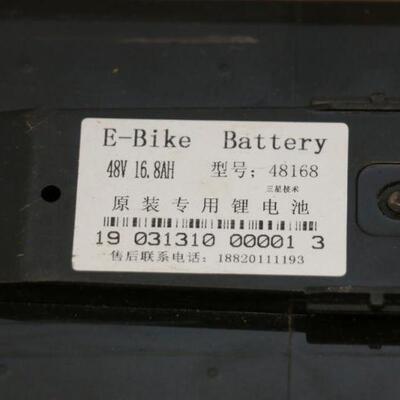 E-Bike Battery
48V 16.8AH 型号：48168
三星技术
原装专用锂电池
19 031310 00001 3
售后联系电话：18820111193